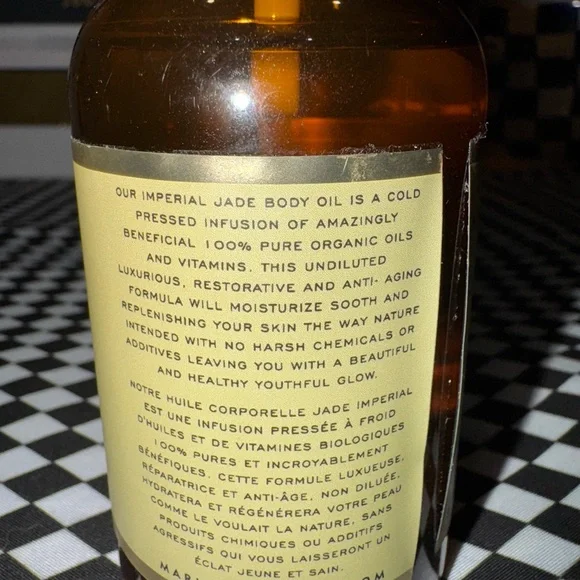 OUR IMPERIAL JADE BODY OIL IS A COLD
PRESSED INFUSION OF AMAZINGLY
BENEFICIAL 100% PURE ORGANIC OILS
AND VITAMINS. THIS UNDILUTED
LUXURIOUS, RESTORATIVE AND ANTI- AGING
FORMULA WILL MOISTURIZE SOOTH AND
REPLENISHING YOUR SKIN THE WAY NATURE
INTENDED WITH NO HARSH CHEMICALS OR
ADDITIVES LEAVING YOU WITH A BEAUTIFUL
AND HEALTHY YOUTHFUL GLOW.
NOTRE HUILE CORPORELLE JADE IMPERIAL
EST UNE INFUSION PRESSÉE À FROID
D'HUILES ET DE VITAMINES BIOLOGIQUES
100% PURES ET INCROYABLEMENT
BÉNÉFIQUES. CETTE FORMULE LUXUEUSE,
RÉPARATRICE ET ANTI-ÂGE, NON DILUÉE,
HYDRATERA ET RÉGÉNÉRERA VOTRE PEAU
COMME LE VOULAIT LA NATURE, SANS
PRODUITS CHIMIQUES OU ADDITIFS
AGRESSIFS QUI VOUS LAISSERONT UN
ÉCLAT JEUNE ET SAIN.